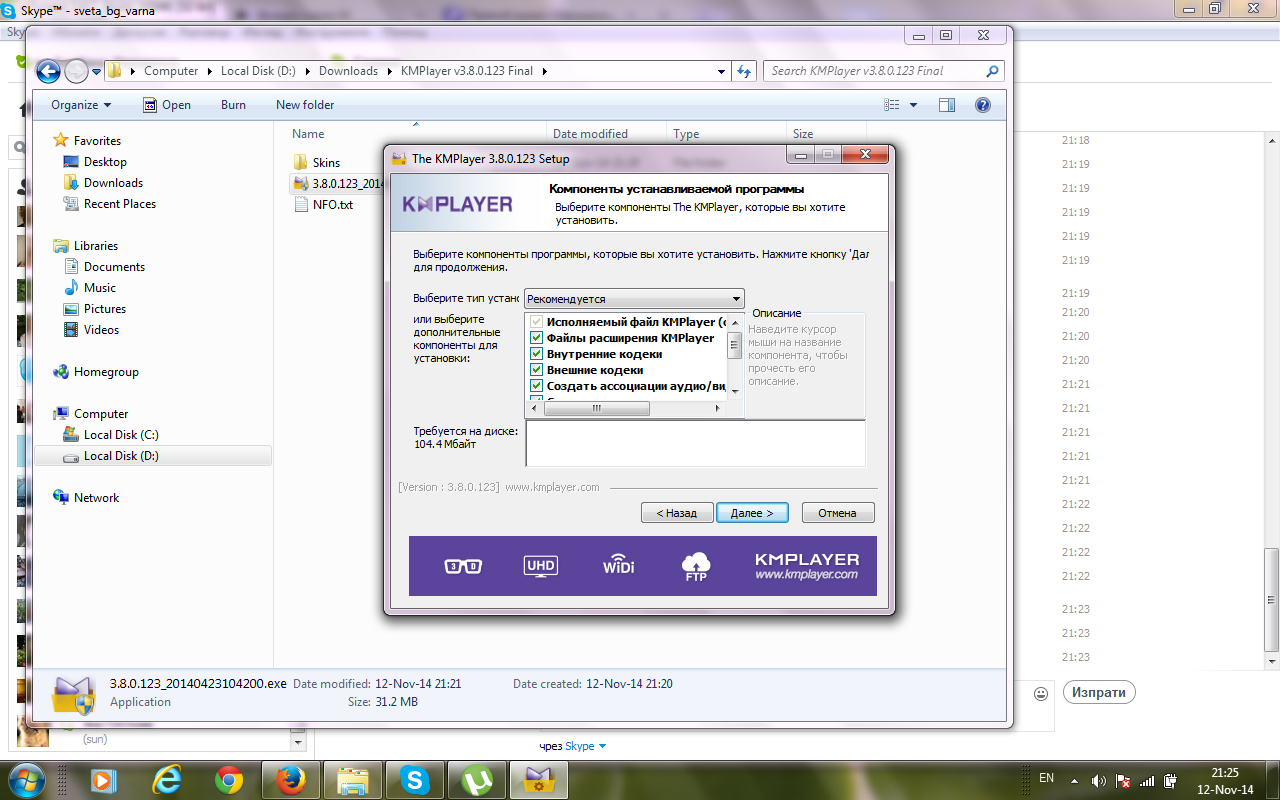 Skype™ - sveta_bg_varna
Computer
Local Disk (D:)
Downloads
KMPlayer v3.8.0.123 Final
Search KMPlayer v3.8.0.123 Final
Organize
Open
Burn
New folder
Name
Date modified
Type
Size
Favorites
Desktop
Downloads
Recent Places
Libraries
Documents
Music
Pictures
Videos
Homegroup
Computer
Local Disk (C:)
Local Disk (D:)
Network
Skins
3.8.0.123_2014
NFO.txt
The KMPlayer 3.8.0.123 Setup
KMPLAYER
Компоненты устанавливаемой программы
Выберите компоненты The KMPlayer, которые вы хотите
установить.
Выберите компоненты программы, которые вы хотите установить. Нажмите кнопку 'Дал
для продолжения.
Выберите тип устано
Рекомендуется
или выберите
дополнительные
компоненты для
установки:
Исполняемый файл KMPlayer (о
Файлы расширения KMPlayer
Внутренние кодеки
Внешние кодеки
Создать ассоциации аудио/ви
Описание
Наведите курсор
мыши на название
компонента, чтобы
прочесть его
описание.
Требуется на диске:
104.4 Мбайт
[Version : 3.8.0.123] www.kmplayer.com
< Назад
Далее >
Отмена
3D
UHD
WiDi
FTP
KMPLAYER
www.kmplayer.com
3.8.0.123_20140423104200.exe
Date modified: 12-Nov-14 21:21
Date created: 12-Nov-14 21:20
Application
Size: 31.2 MB
21:18
21:19
21:19
21:19
21:19
21:19
21:19
21:20
21:20
21:20
21:21
21:21
21:21
21:21
21:21
21:22
21:22
21:22
21:22
21:23
21:23
21:23
Изпрати
(sun)
чрез Skype
EN
21:25
12-Nov-14